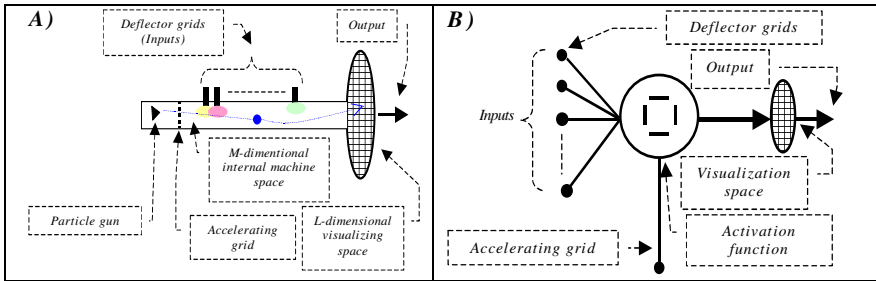 A)
Deflector grids
(Inputs)
Output
M-dimentional
internal machine
space
Particle gun
Accelerating
grid
L-dimensional
visualizing
space
B)
Deflector grids
Output
Inputs
Visualization
space
Accelerating grid
Activation
function